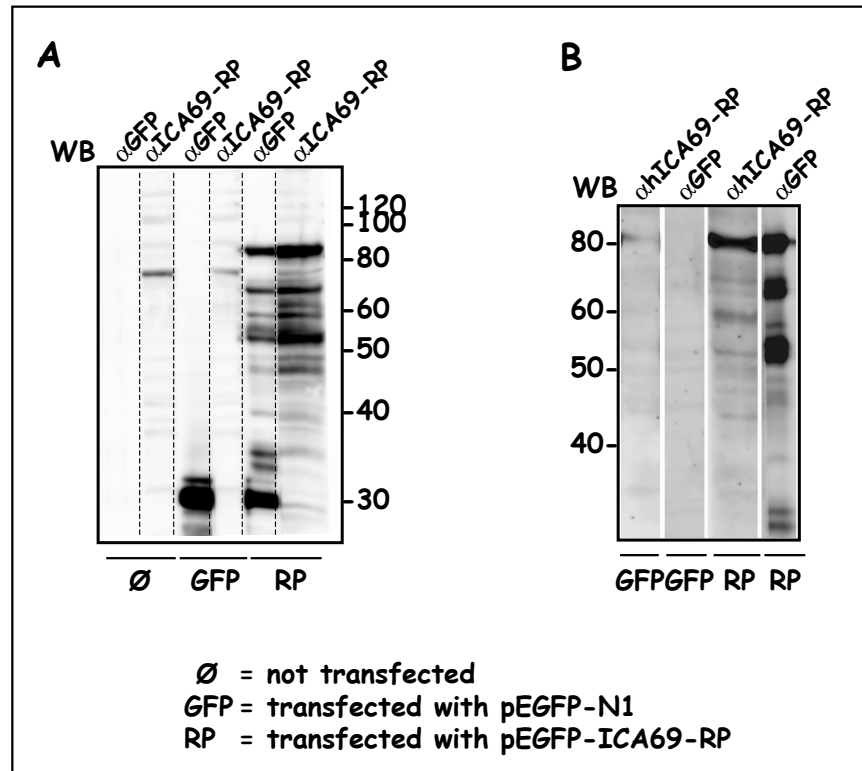 A
WB αGFP αICA69-RP αGFP αICA69-RP αGFP αICA69-RP
120
100
80
60
50
40
30
Ø GFP RP
B
WB αhICA69-RP αGFP αhICA69-RP αGFP
80
60
50
40
GFP GFP RP RP
Ø = not transfected
GFP = transfected with pEGFP-N1
RP = transfected with pEGFP-ICA69-RP